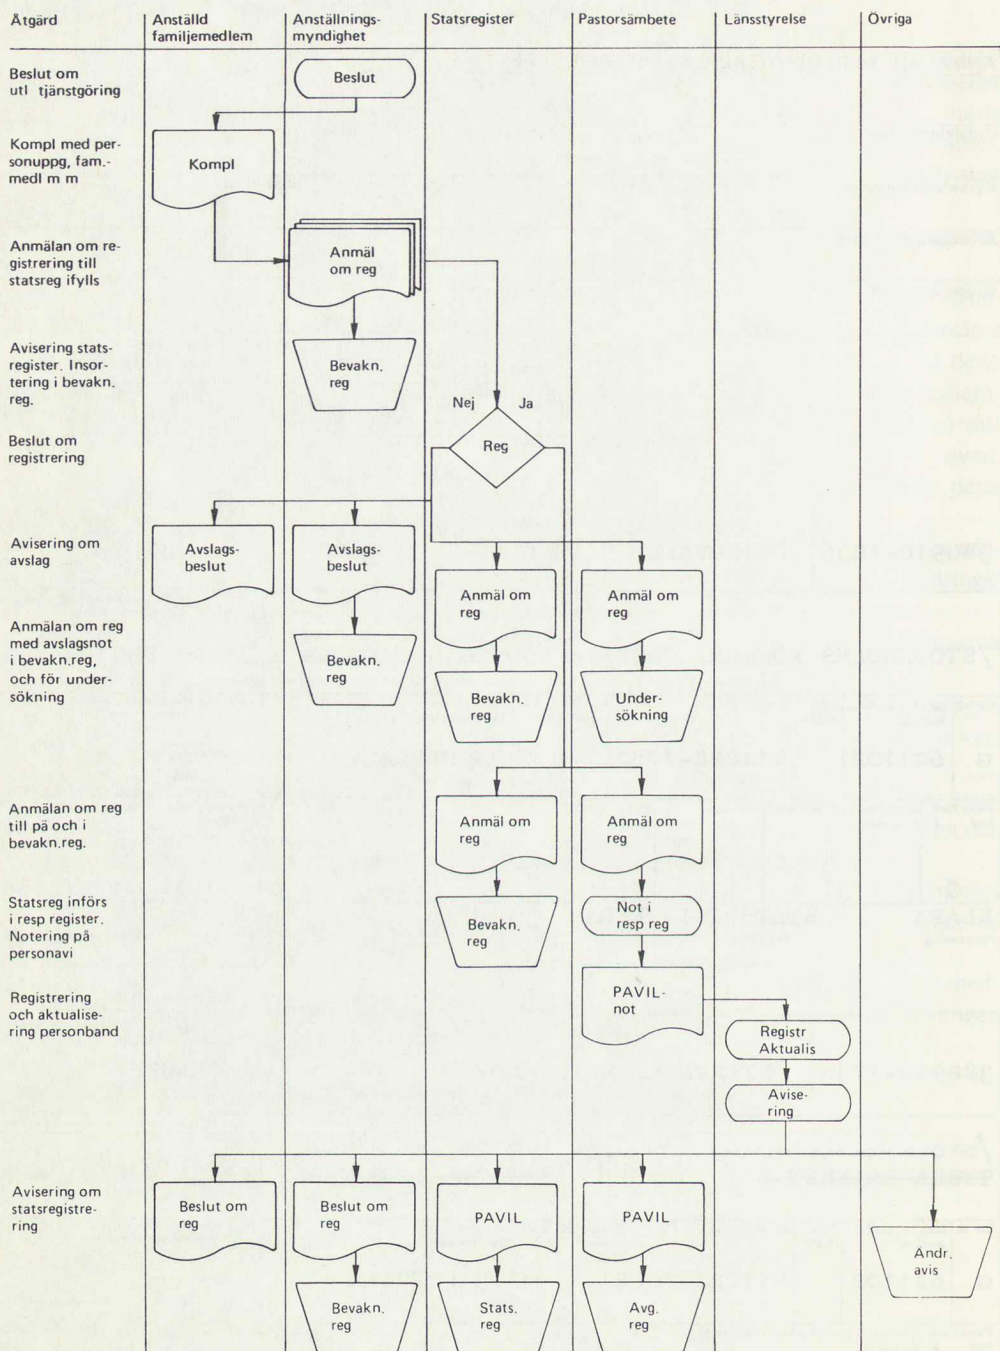 Åtgärd
Anställd
familjemedlem
Anställnings-
myndighet
Statsregister
Pastorsämbete
Länsstyrelse
Övriga
Beslut om
utl tjänstgöring
Beslut
Kompl med per-
sonuppg, fam.-
medl m m
Kompl
Anmälan om re-
gistrering till
statsreg ifylls
Anmäl
om reg
Avisering stats-
register. Insor-
tering i bevakn.
reg.
Bevakn.
reg
Nej
Ja
Beslut om
registrering
Reg
Avisering om
avslag
Avslags-
beslut
Avslags-
beslut
Anmäl om
reg
Anmäl om
reg
Anmälan om reg
med avslagsnot
i bevakn.reg,
och för under-
sökning
Bevakn.
reg
Bevakn.
reg
Under-
sökning
Anmälan om reg
till pä och i
bevakn.reg.
Anmäl om
reg
Anmäl om
reg
Statsreg införs
i resp register.
Notering på
personavi
Bevakn.
reg
Not i
resp reg
Registrering
och aktualise-
ring personband
PAVIL-
not
Registr
Aktualis
Avise-
ring
Avisering om
statsregistre-
ring
Beslut om
reg
Beslut om
reg
PAVIL
PAVIL
Andr.
avis
Bevakn.
reg
Stats.
reg
Avg.
reg